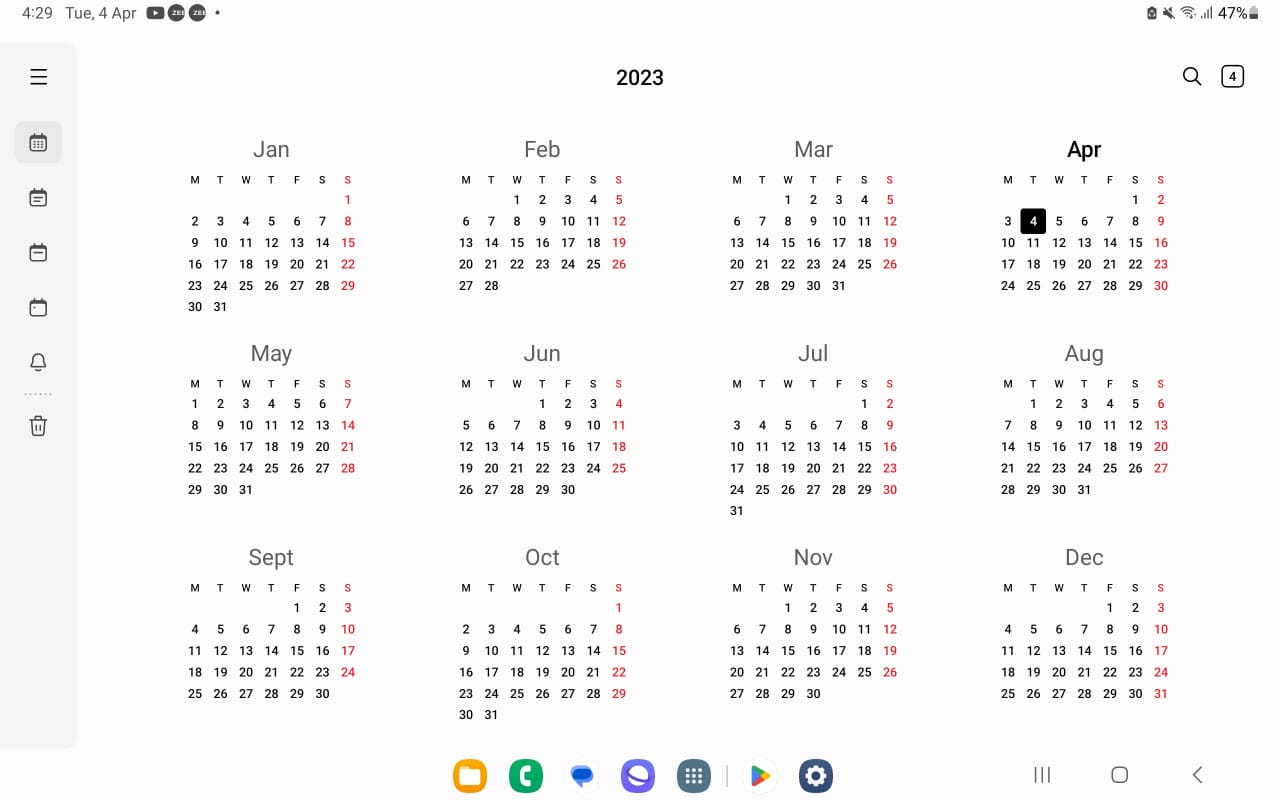 4:29 Tue, 4 Apr ZEE ZEE • 47%
2023 4
Jan Feb Mar Apr
M T W T F S S M T W T F S S M T W T F S S M T W T F S S
1 1 2 3 4 5 1 2 3 4 5 1 2
2 3 4 5 6 7 8 6 7 8 9 10 11 12 6 7 8 9 10 11 12 3 4 5 6 7 8 9
9 10 11 12 13 14 15 13 14 15 16 17 18 19 13 14 15 16 17 18 19 10 11 12 13 14 15 16
16 17 18 19 20 21 22 20 21 22 23 24 25 26 20 21 22 23 24 25 26 17 18 19 20 21 22 23
23 24 25 26 27 28 29 27 28 27 28 29 30 31 24 25 26 27 28 29 30
30 31
May Jun Jul Aug
M T W T F S S M T W T F S S M T W T F S S M T W T F S S
1 2 3 4 5 6 7 1 2 3 4 1 2 1 2 3 4 5 6
8 9 10 11 12 13 14 5 6 7 8 9 10 11 3 4 5 6 7 8 9 7 8 9 10 11 12 13
15 16 17 18 19 20 21 12 13 14 15 16 17 18 10 11 12 13 14 15 16 14 15 16 17 18 19 20
22 23 24 25 26 27 28 19 20 21 22 23 24 25 17 18 19 20 21 22 23 21 22 23 24 25 26 27
29 30 31 26 27 28 29 30 24 25 26 27 28 29 30 28 29 30 31
31
Sept Oct Nov Dec
M T W T F S S M T W T F S S M T W T F S S M T W T F S S
1 2 3 1 1 2 3 4 5 1 2 3
4 5 6 7 8 9 10 2 3 4 5 6 7 8 6 7 8 9 10 11 12 4 5 6 7 8 9 10
11 12 13 14 15 16 17 9 10 11 12 13 14 15 13 14 15 16 17 18 19 11 12 13 14 15 16 17
18 19 20 21 22 23 24 16 17 18 19 20 21 22 20 21 22 23 24 25 26 18 19 20 21 22 23 24
25 26 27 28 29 30 23 24 25 26 27 28 29 27 28 29 30 25 26 27 28 29 30 31
30 31